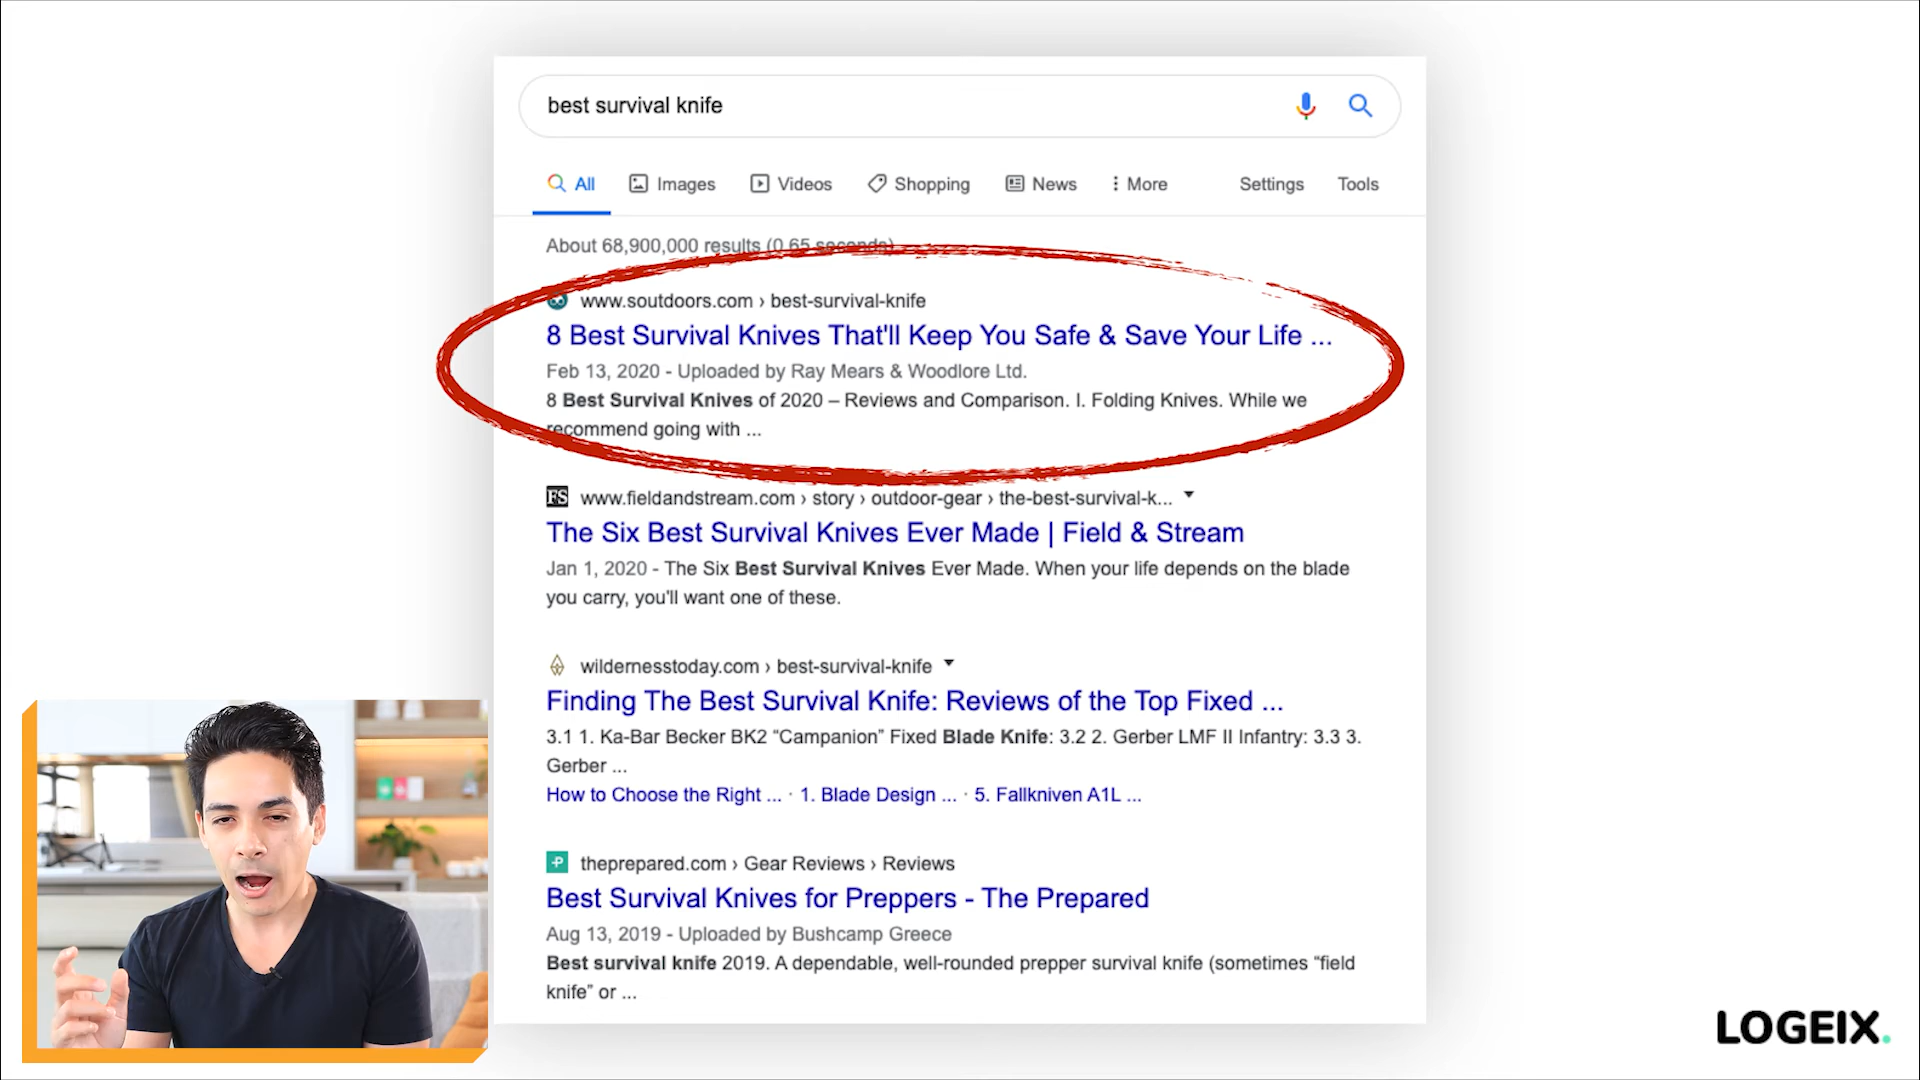 best survival knife
All Images Videos Shopping News More Settings Tools
About 68,900,000 results (0.65 seconds)
www.soutdoors.com › best-survival-knife
8 Best Survival Knives That'll Keep You Safe & Save Your Life ...
Feb 13, 2020 - Uploaded by Ray Mears & Woodlore Ltd.
8 Best Survival Knives of 2020 – Reviews and Comparison. I. Folding Knives. While we
recommend going with ...
FS www.fieldandstream.com › story › outdoor-gear › the-best-survival-k...
The Six Best Survival Knives Ever Made | Field & Stream
Jan 1, 2020 - The Six Best Survival Knives Ever Made. When your life depends on the blade
you carry, you'll want one of these.
wildernesstoday.com › best-survival-knife
Finding The Best Survival Knife: Reviews of the Top Fixed ...
3.1 1. Ka-Bar Becker BK2 “Campanion” Fixed Blade Knife: 3.2 2. Gerber LMF II Infantry: 3.3 3.
Gerber ...
How to Choose the Right ... · 1. Blade Design ... · 5. Fallkniven A1L ...
theprepared.com › Gear Reviews › Reviews
Best Survival Knives for Preppers - The Prepared
Aug 13, 2019 - Uploaded by Bushcamp Greece
Best survival knife 2019. A dependable, well-rounded prepper survival knife (sometimes “field
knife” or ...
LOGEIX.